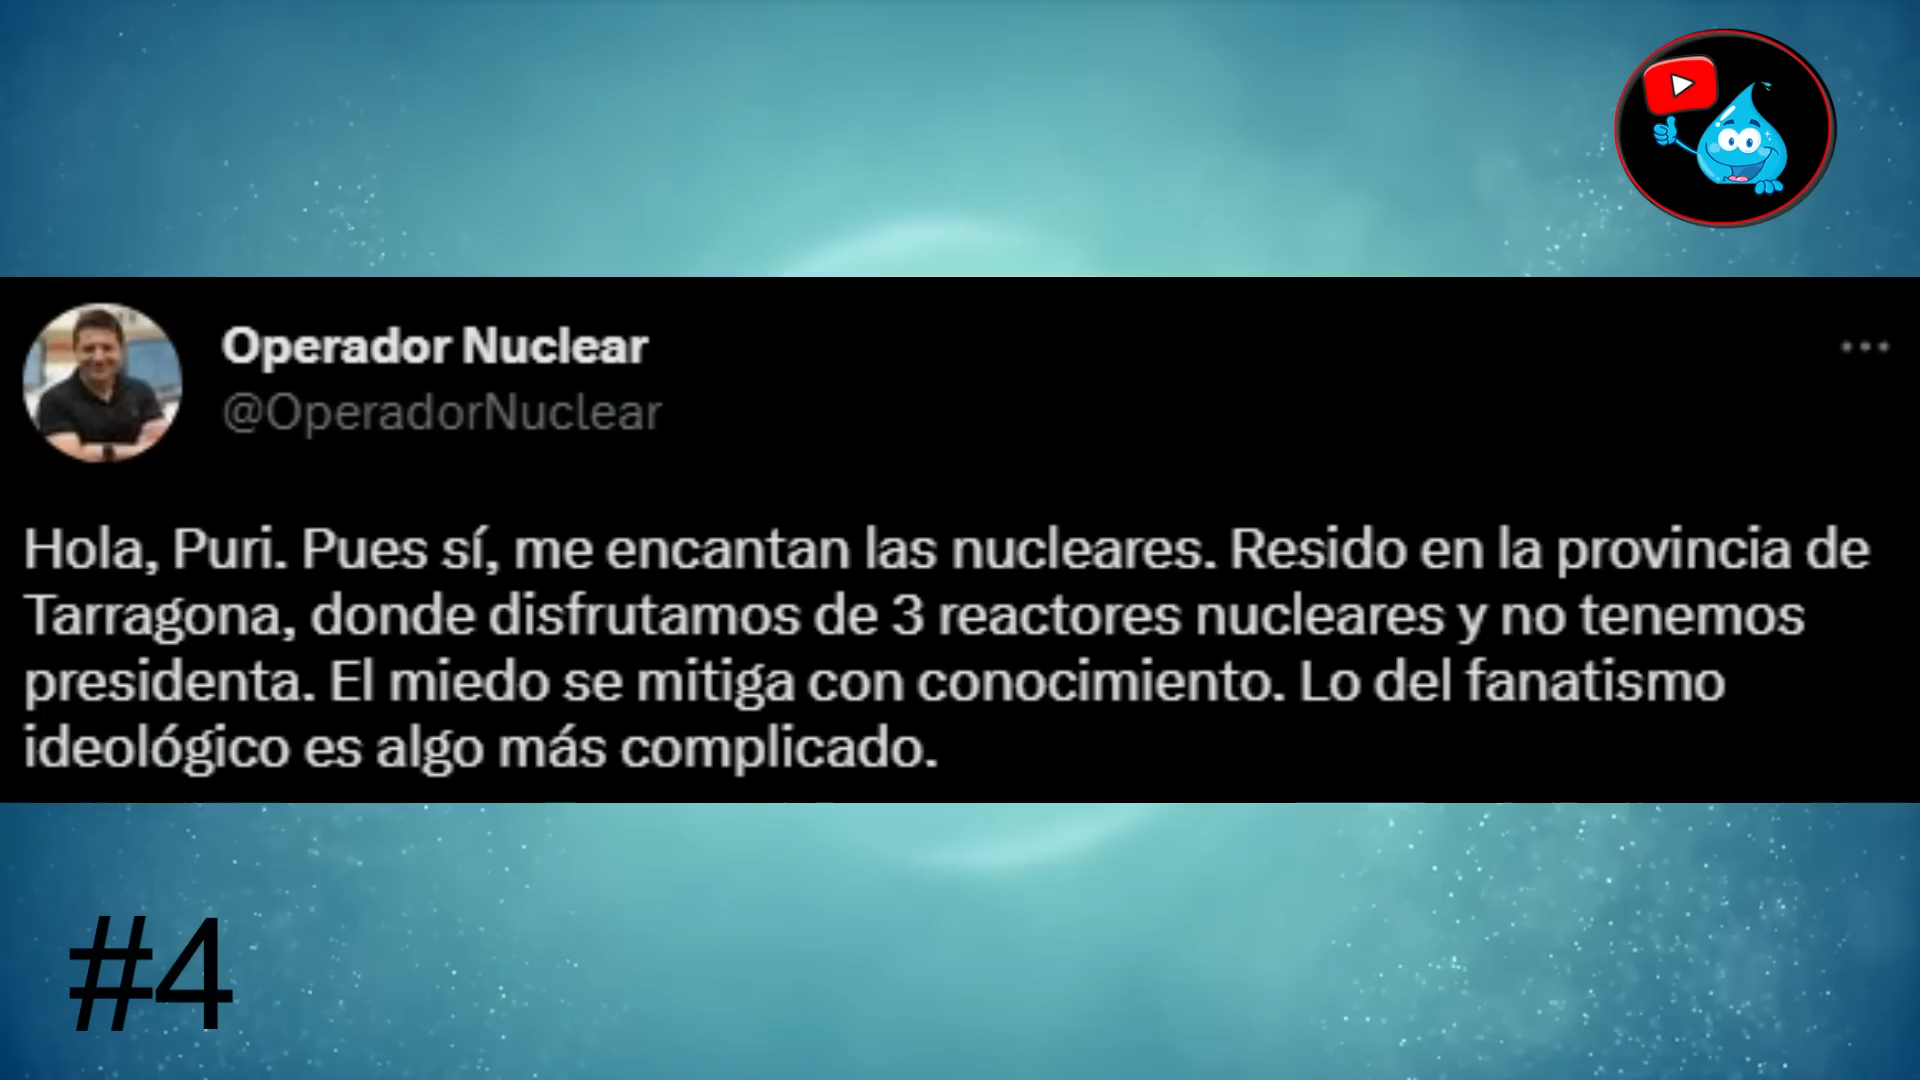 Operador Nuclear
@OperadorNuclear
Hola, Puri. Pues sí, me encantan las nucleares. Resido en la provincia de
Tarragona, donde disfrutamos de 3 reactores nucleares y no tenemos
presidenta. El miedo se mitiga con conocimiento. Lo del fanatismo
ideológico es algo más complicado.
#4